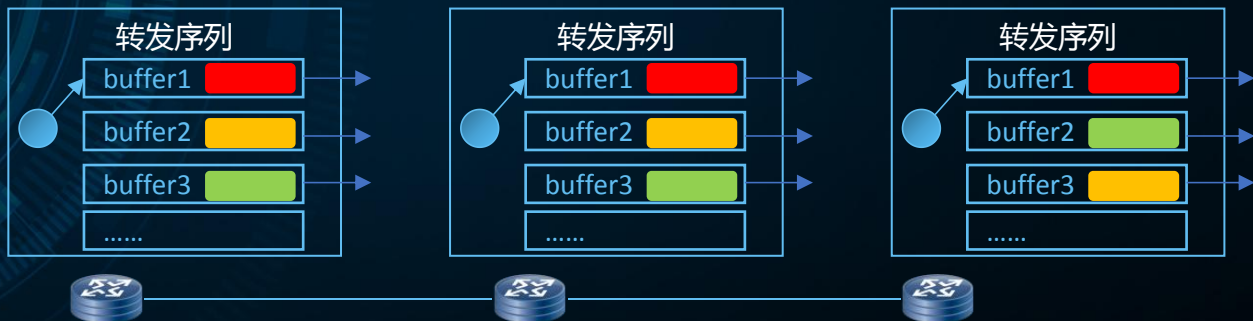 转发序列
buffer1
buffer2
buffer3
......
转发序列
buffer1
buffer2
buffer3
......
转发序列
buffer1
buffer2
buffer3
......